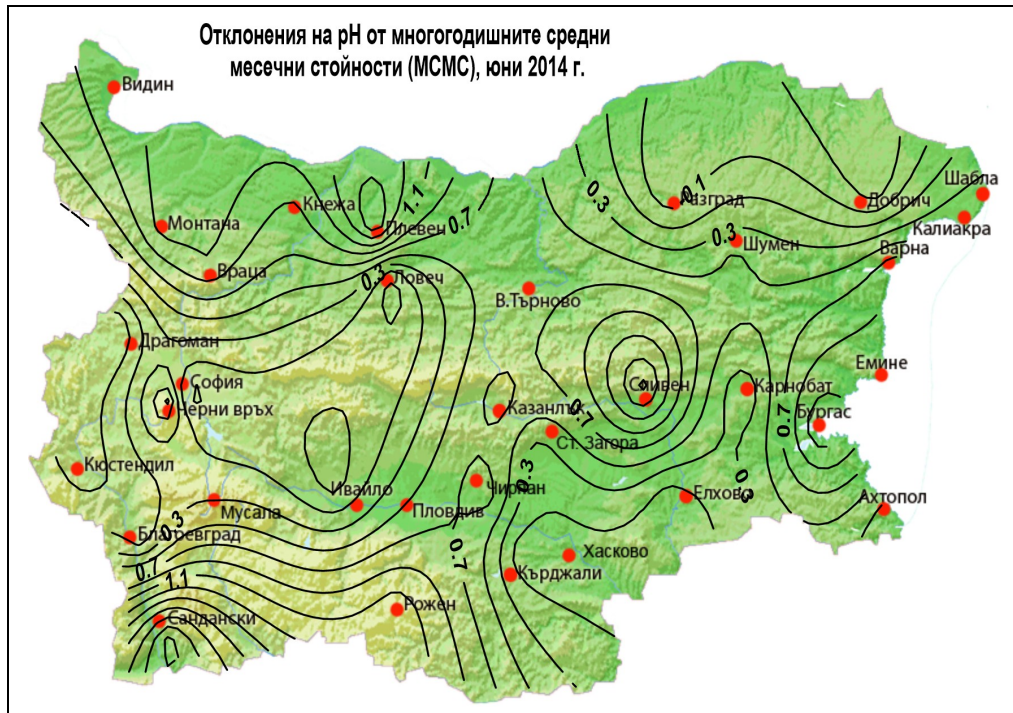 Отклонения на pH от многогодишните средни
месечни стойности (МСМС), юни 2014 г.
Видин
Монтана
Кнежа
Плевен
1.1
0.7
Враца
0.3
Ловеч
В.Търново
0.3
Разград
0.1
Добрич
Шабла
Калиакра
0.3
Шумен
Варна
Драгоман
София
Черни връх
Казанлък
0.7
Сливен
Карнобат
Емине
0.7
Бургас
Ст. Загора
Кюстендил
Мусала
Ивайло
Пловдив
Чирпан
0.3
Елхово
0.3
Ахтопол
Благоевград
0.3
0.7
1.1
0.7
Хасково
Кърджали
Рожен
Сандански